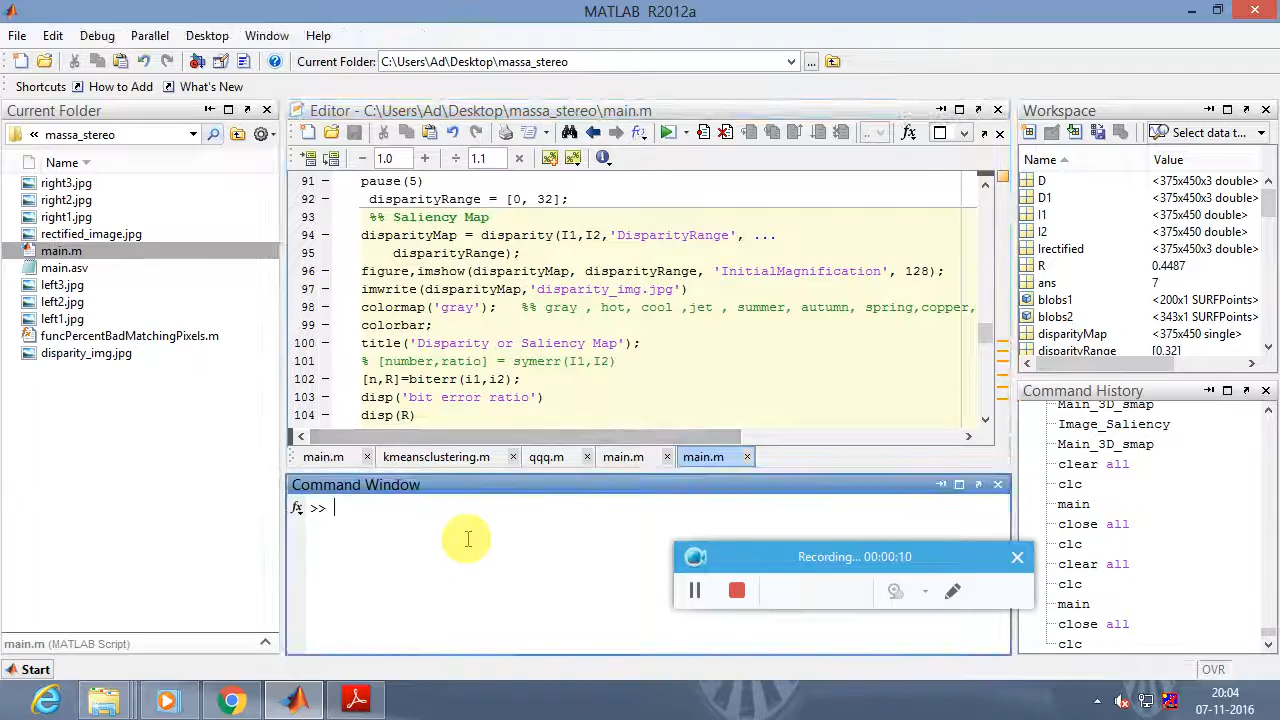 MATLAB R2012a
File Edit Debug Parallel Desktop Window Help
Current Folder: C:\Users\Ad\Desktop\massa_stereo
Shortcuts How to Add What's New
Current Folder
« massa_stereo
Name
right3.jpg
right2.jpg
right1.jpg
rectified_image.jpg
main.m
main.asv
left3.jpg
left2.jpg
left1.jpg
funcPercentBadMatchingPixels.m
disparity_img.jpg
main.m (MATLAB Script)
Editor - C:\Users\Ad\Desktop\massa_stereo\main.m
1.0 1.1
91 pause(5)
92 disparityRange = [0, 32];
93 %% Saliency Map
94 disparityMap = disparity(I1,I2,'DisparityRange', ...
95 disparityRange);
96 figure,imshow(disparityMap, disparityRange, 'InitialMagnification', 128);
97 imwrite(disparityMap,'disparity_img.jpg')
98 colormap('gray'); %% gray , hot, cool ,jet , summer, autumn, spring,copper,
99 colorbar;
100 title('Disparity or Saliency Map');
101 % [number,ratio] = symerr(I1,I2)
102 [n,R]=biterr(i1,i2);
103 disp('bit error ratio')
104 disp(R)
main.m kmeansclustering.m qqq.m main.m main.m
Command Window
fx >>
Recording... 00:00:10
Workspace
Select data t...
Name Value
D <375x450x3 double>
D1 <375x450x3 double>
I1 <375x450 double>
I2 <375x450 double>
Irectified <375x450 double>
R 0.4487
ans 7
blobs1 <200x1 SURFPoints>
blobs2 <343x1 SURFPoints>
disparityMap <375x450 single>
disparityRange [0.32]
Command History
Main_3D_smap
Image_Saliency
Main_3D_smap
clear all
clc
main
close all
clc
clear all
clc
main
close all
clc
Start
OVR
20:04
07-11-2016